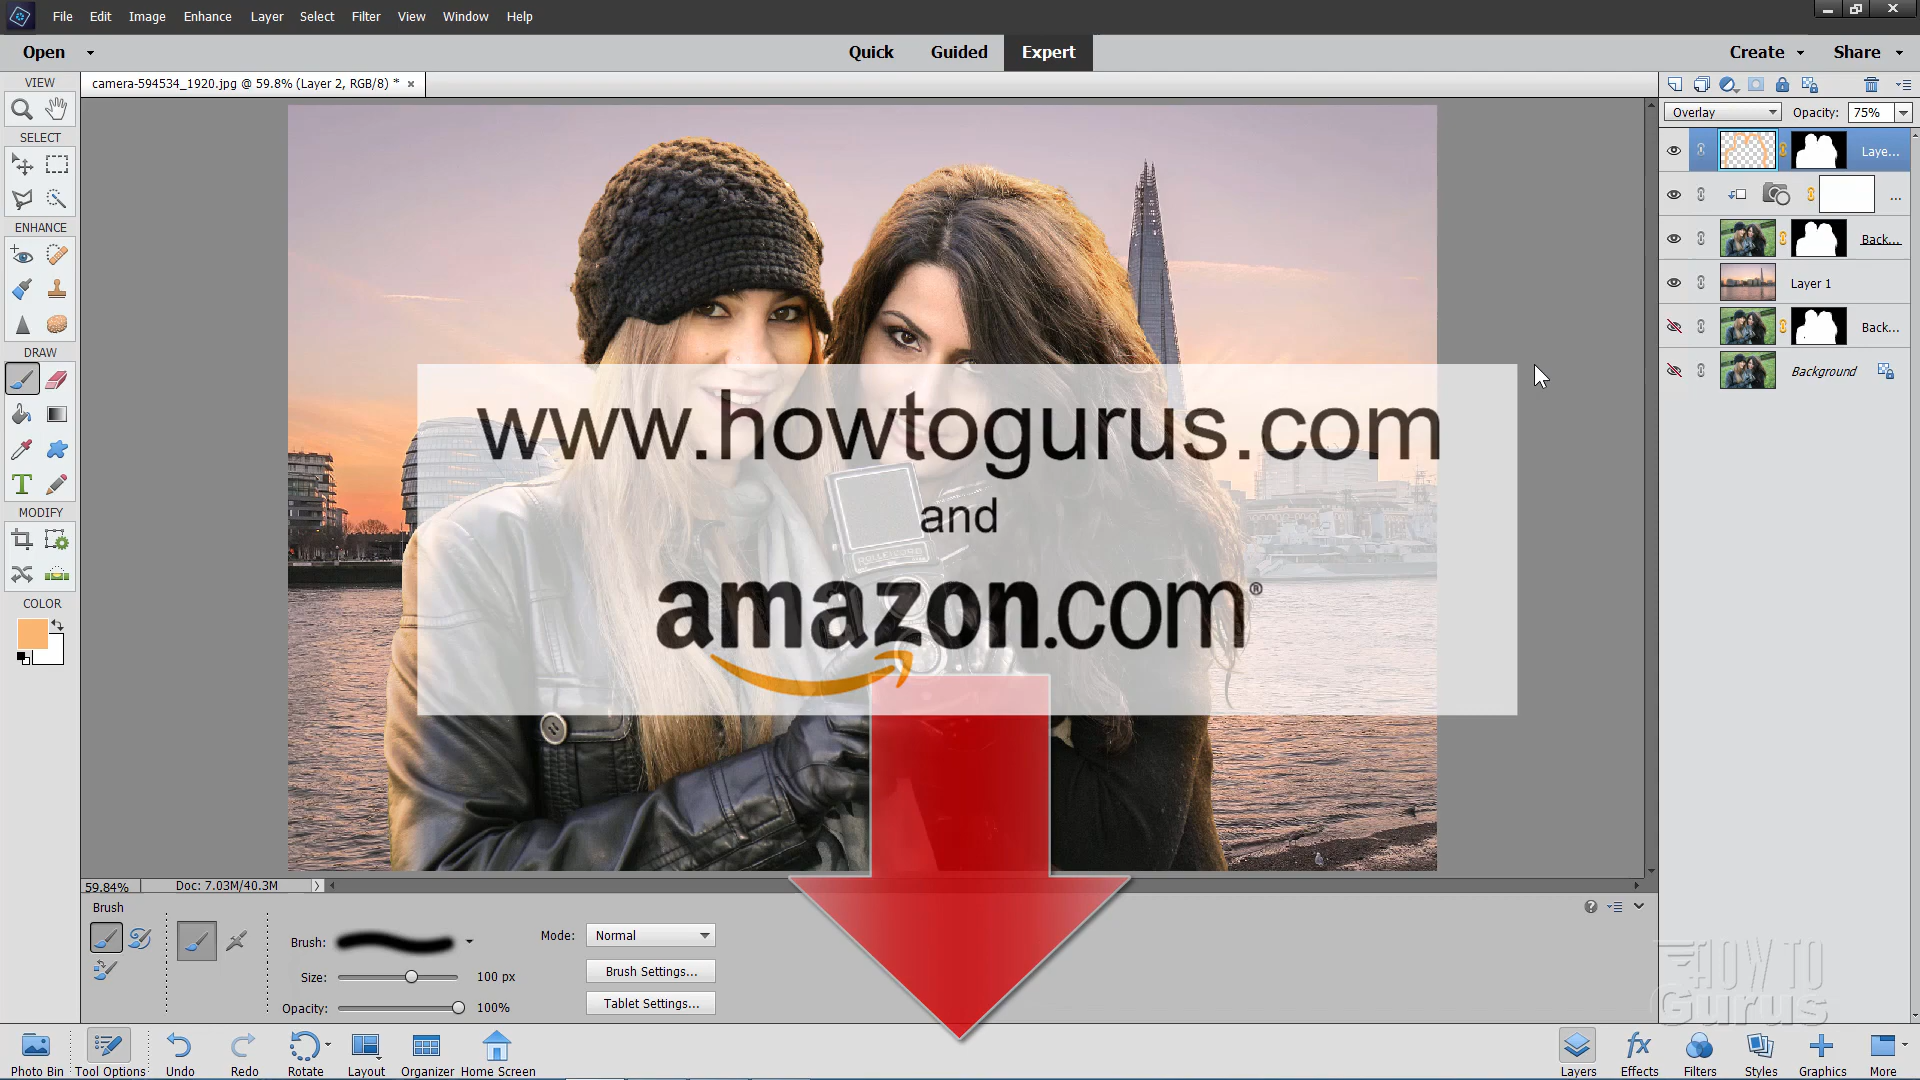 File Edit Image Enhance Layer Select Filter View Window Help
Open Quick Guided Expert Create Share
VIEW
camera-594534_1920.jpg @ 59.8% (Layer 2, RGB/8) * ×
SELECT
ENHANCE
DRAW
MODIFY
COLOR
Overlay Opacity: 75%
Laye...
...
Back...
Layer 1
Back...
Background
www.howtogurus.com
and
amazon.com®
ROLLEICORD
59.84% Doc: 7.03M/40.3M
Brush
Brush: Mode: Normal
Brush Settings...
Size: 100 px
Tablet Settings...
Opacity: 100%
HOW TO
Gurus
Photo Bin Tool Options Undo Redo Rotate Layout Organizer Home Screen Layers Effects Filters Styles Graphics More